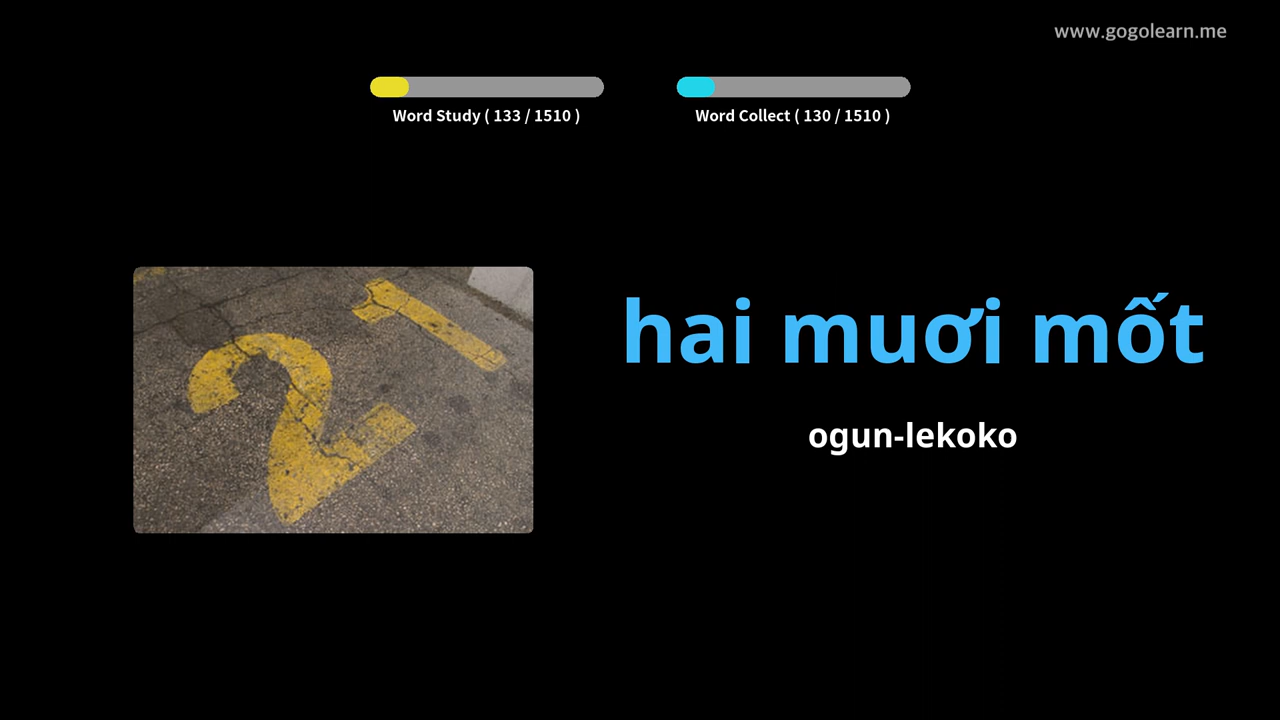 www.gogolearn.me
Word Study ( 133 / 1510 )
Word Collect ( 130 / 1510 )
21
hai mươi mốt
ogun-lekoko